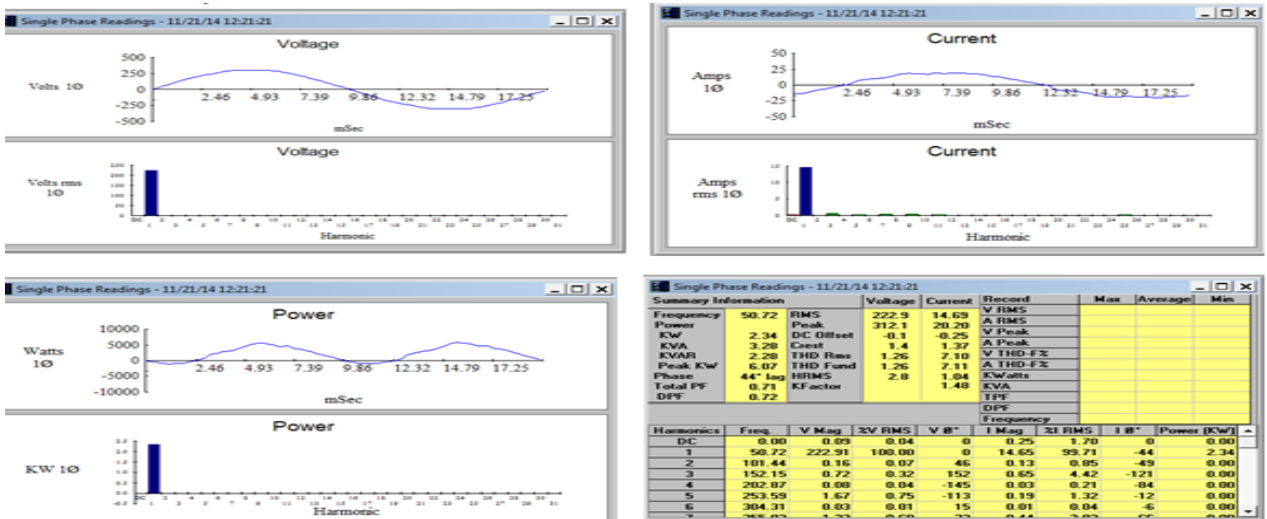 Single Phase Readings - 11/21/14 12:21:21
Voltage
Volts 1Ø
500
250
0
-250
-500
2.46 4.93 7.39 9.86 12.32 14.79 17.25
mSec
Voltage
Volts rms
1Ø
Harmonic
Single Phase Readings - 11/21/14 12:21:21
Current
Amps
1Ø
50
25
0
-25
-50
2.46 4.93 7.39 9.86 12.32 14.79 17.25
mSec
Current
Amps
rms 1Ø
Harmonic
Single Phase Readings - 11/21/14 12:21:21
Power
Watts
1Ø
10000
5000
0
-5000
-10000
2.46 4.93 7.39 9.86 12.32 14.79 17.25
mSec
Power
KW 1Ø
Harmonic
Single Phase Readings - 11/21/14 12:21:21
Summary Information Voltage Current Record Max Average Min
Frequency 50.72 RMS 222.9 14.69 V RMS
Power Peak 312.1 20.20 A RMS
KW 2.34 DC Offset -0.1 -0.25 V Peak
KVA 3.28 Crest 1.4 1.37 A Peak
KVAR 2.28 THD Rms 1.26 7.10 V THD-F%
Peak KW 6.07 THD Fund 1.26 7.11 A THD-F%
Phase 44° lag HRMS 2.8 1.04 KWatts
Total PF 0.71 KFactor 1.48 KVA
DPF 0.72 TPF
DPF
Frequency
Harmonics Freq. V Mag %V RMS V Ø° I Mag %I RMS I Ø° Power (KW)
DC 0.00 0.09 0.04 0 0.25 1.70 0 0.00
1 50.72 222.91 100.00 0 14.65 99.71 -44 2.34
2 101.44 0.16 0.07 46 0.13 0.85 -49 0.00
3 152.15 0.72 0.32 152 0.65 4.42 -121 0.00
4 202.87 0.08 0.04 -145 0.03 0.21 -84 0.00
5 253.59 1.67 0.75 -113 0.19 1.32 -12 0.00
6 304.31 0.03 0.01 15 0.01 0.04 -6 0.00